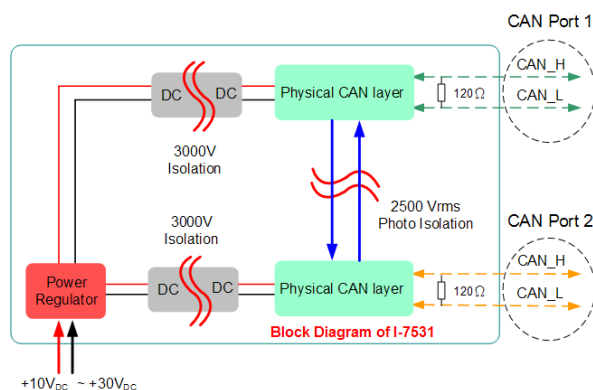 CAN Port 1
CAN_H
DC DC
Physical CAN layer
120Ω
CAN_L
3000V
Isolation
2500 Vrms
Photo Isolation
3000V
Isolation
CAN Port 2
CAN_H
Power
Regulator
DC DC
Physical CAN layer
120Ω
CAN_L
Block Diagram of I-7531
+10VDC ~ +30VDC